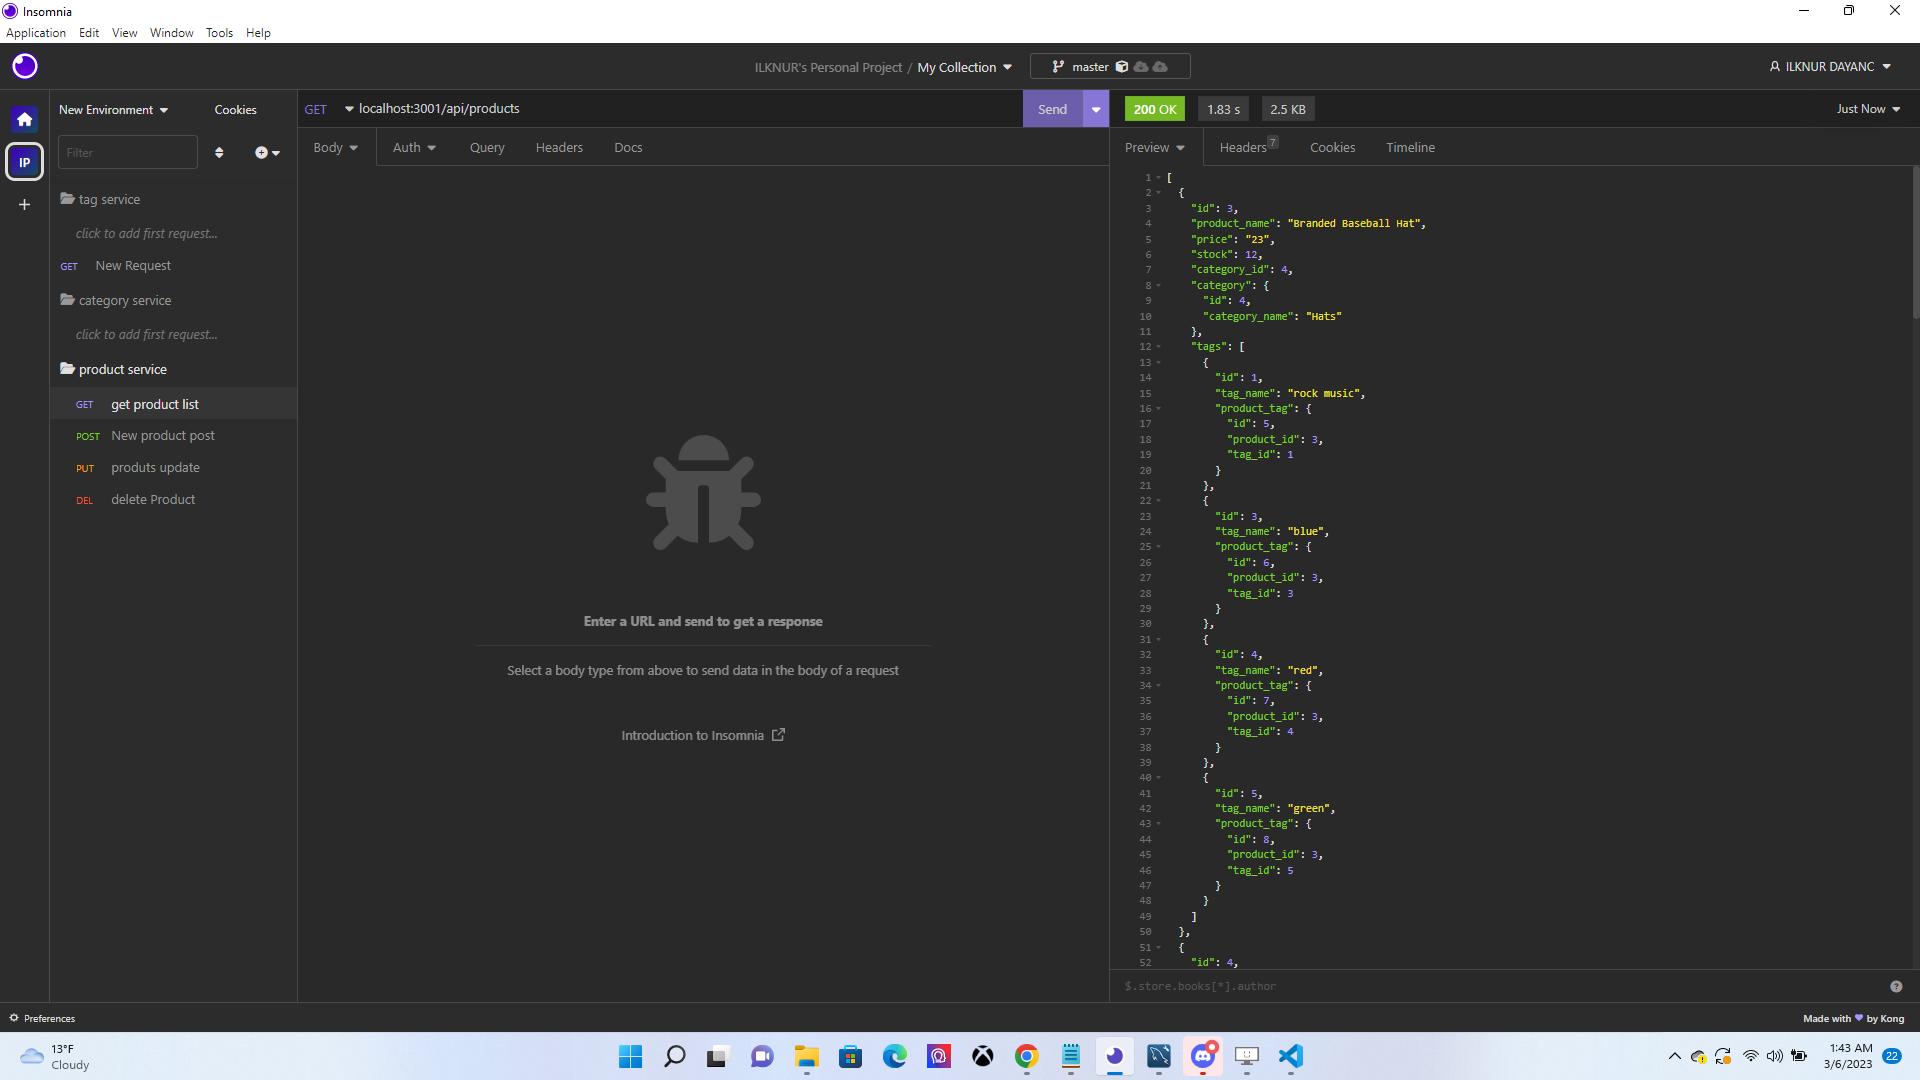 Insomnia
Application Edit View Window Tools Help
ILKNUR's Personal Project / My Collection
master
ILKNUR DAYANC
IP
New Environment
Cookies
Filter
tag service
click to add first request...
GET New Request
category service
click to add first request...
product service
GET get product list
POST New product post
PUT produts update
DEL delete Product
Preferences
GET localhost:3001/api/products
Send
Body Auth Query Headers Docs
Enter a URL and send to get a response
Select a body type from above to send data in the body of a request
Introduction to Insomnia
200 OK 1.83 s 2.5 KB
Just Now
Preview Headers 7 Cookies Timeline
1 [
2 {
3 "id": 3,
4 "product_name": "Branded Baseball Hat",
5 "price": "23",
6 "stock": 12,
7 "category_id": 4,
8 "category": {
9 "id": 4,
10 "category_name": "Hats"
11 },
12 "tags": [
13 {
14 "id": 1,
15 "tag_name": "rock music",
16 "product_tag": {
17 "id": 5,
18 "product_id": 3,
19 "tag_id": 1
20 }
21 },
22 {
23 "id": 3,
24 "tag_name": "blue",
25 "product_tag": {
26 "id": 6,
27 "product_id": 3,
28 "tag_id": 3
29 }
30 },
31 {
32 "id": 4,
33 "tag_name": "red",
34 "product_tag": {
35 "id": 7,
36 "product_id": 3,
37 "tag_id": 4
38 }
39 },
40 {
41 "id": 5,
42 "tag_name": "green",
43 "product_tag": {
44 "id": 8,
45 "product_id": 3,
46 "tag_id": 5
47 }
48 }
49 ]
50 },
51 {
52 "id": 4,
$.store.books[*].author
Made with by Kong
13°F
Cloudy
1:43 AM
3/6/2023
22